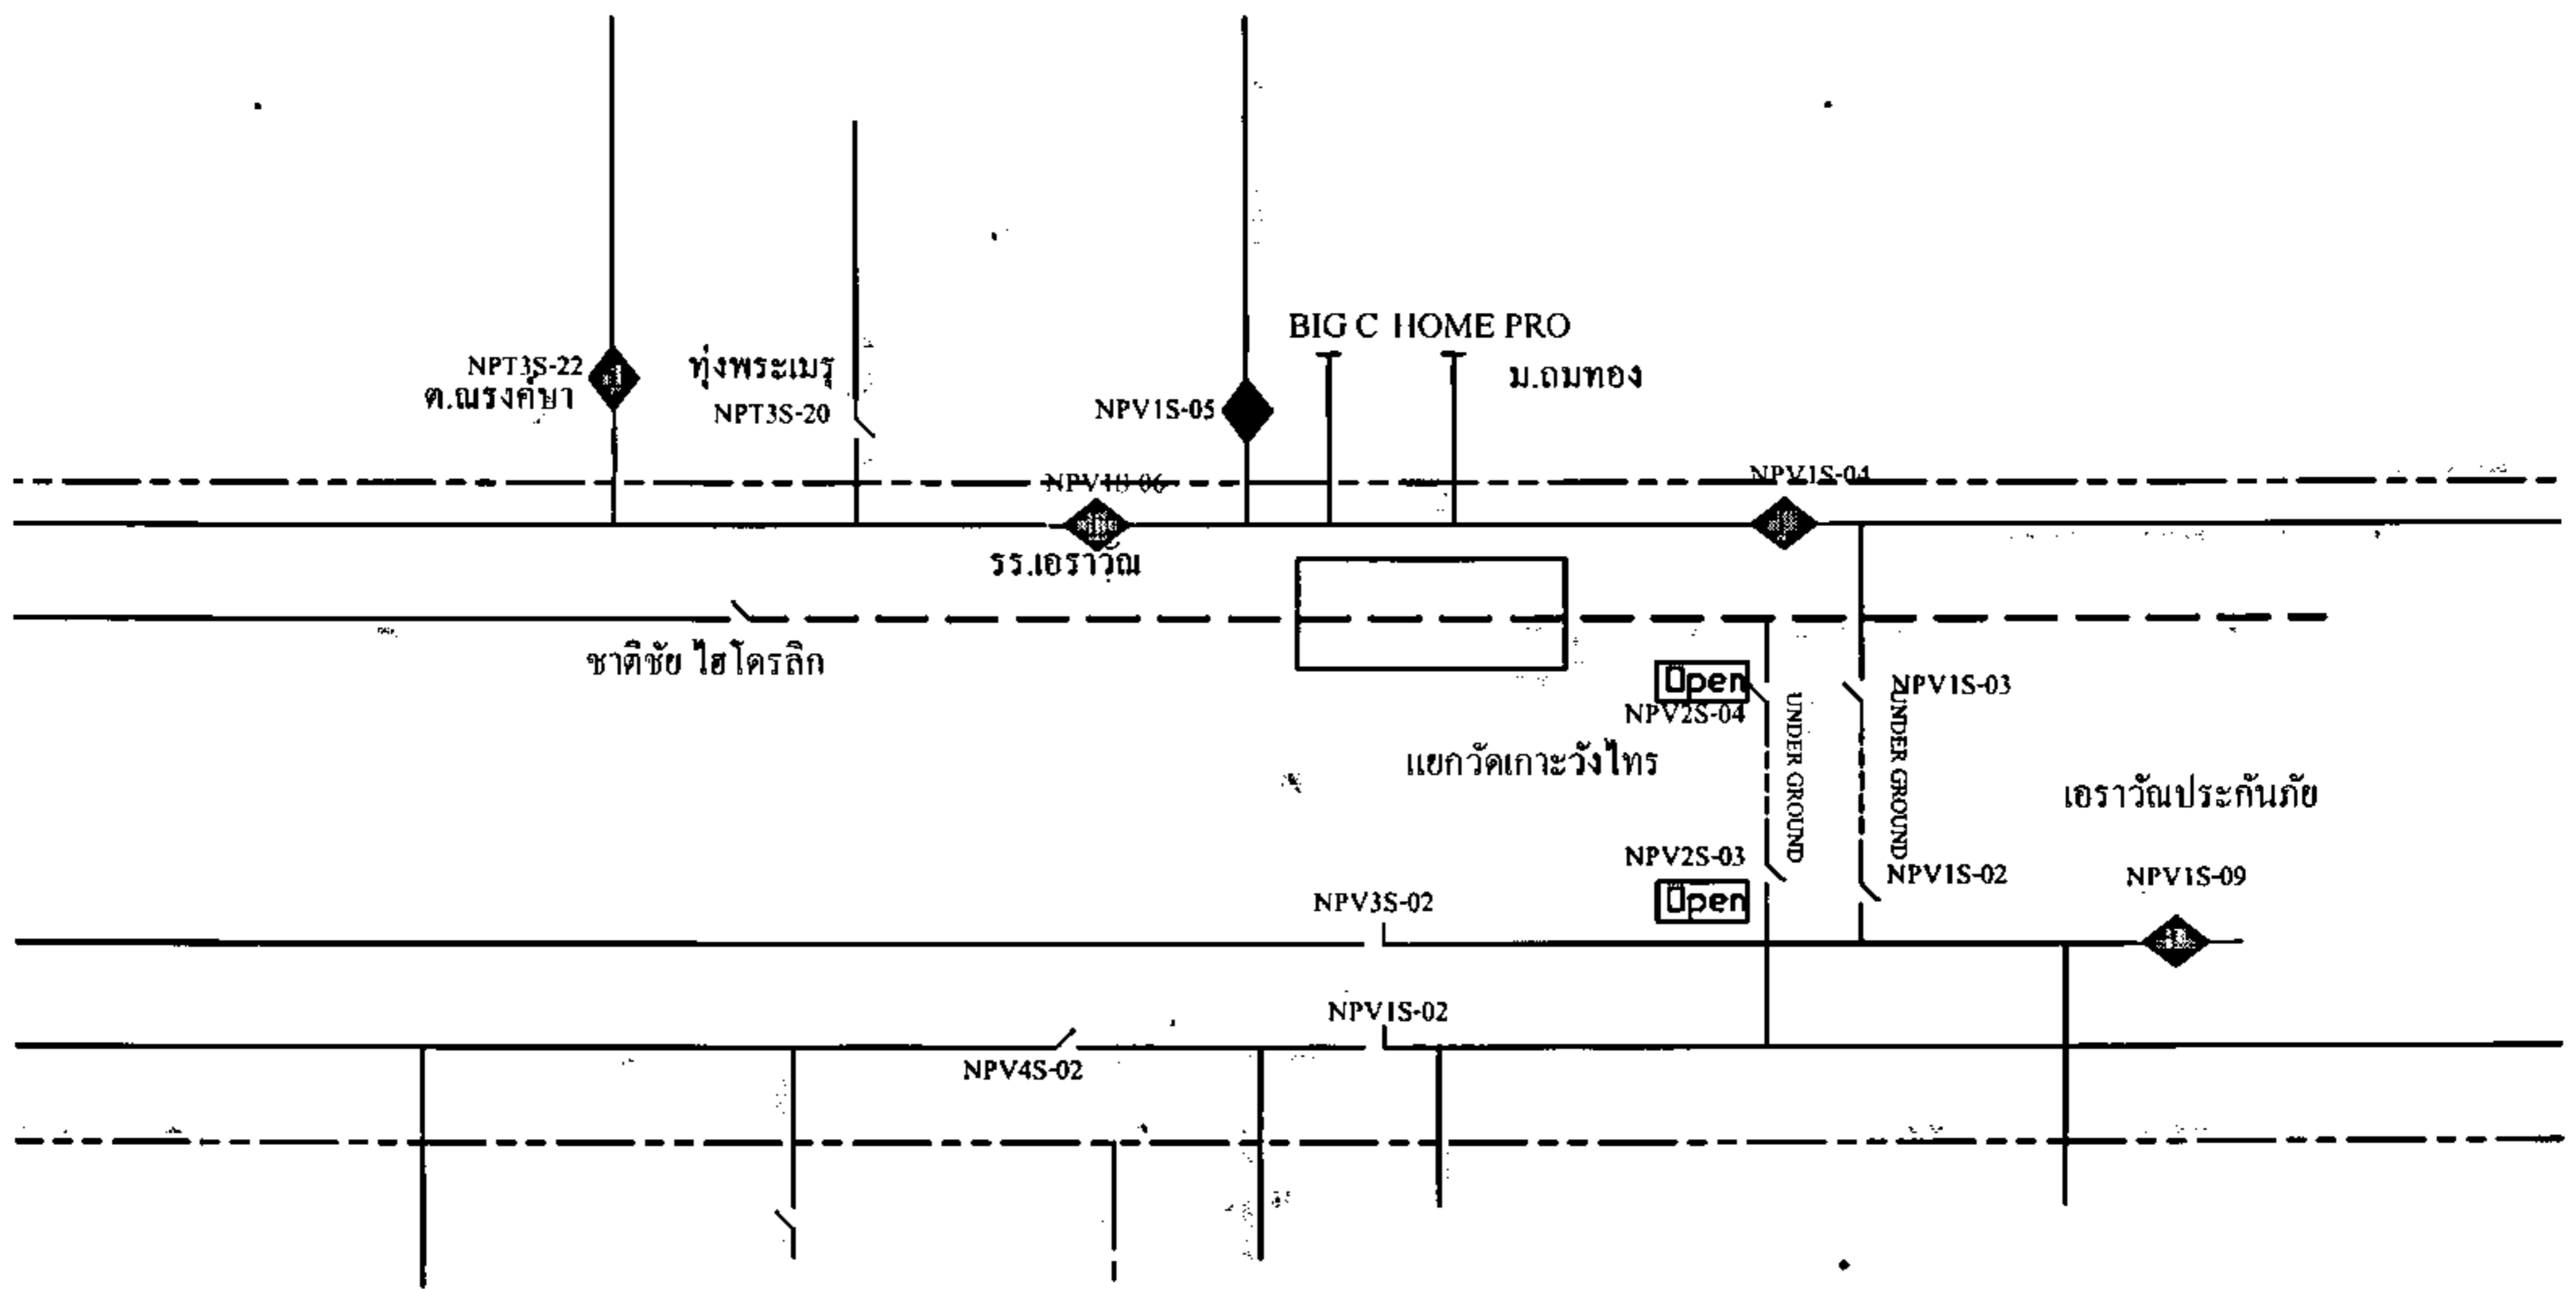 BIG C HOME PRO
NPT3S-22
ต.ณรงค์ษา
ทุ่งพระเมรุ
NPT3S-20
NPV1S-05
ม.ถมทอง
NPV1S-04
รร.เอราวัณ
ชาติชัย ไฮโดรลิก
Open
NPV2S-04
UNDER GROUND
UNDER GROUND
NPV1S-03
แยกวัดเกาะวังไทร
เอราวัณประกันภัย
NPV2S-03
Open
NPV1S-02
NPV1S-09
NPV3S-02
NPV1S-02
NPV4S-02